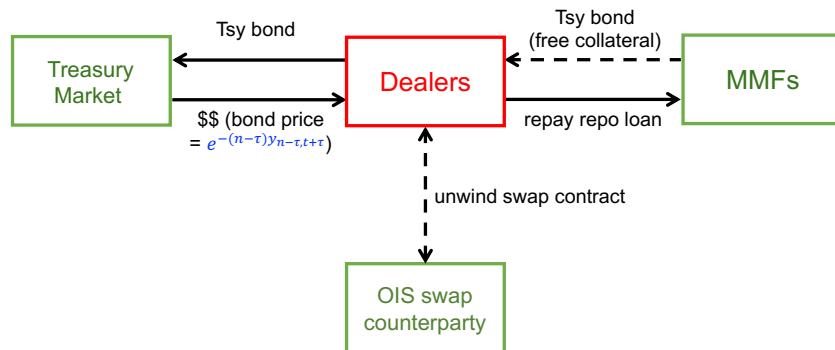 Tsy bond
Tsy bond
(free collateral)
Treasury
Market
Dealers
MMFs
$$ (bond price
= e^{-(n-τ)y_{n-τ,t+τ}})
repay repo loan
unwind swap contract
OIS swap
counterparty